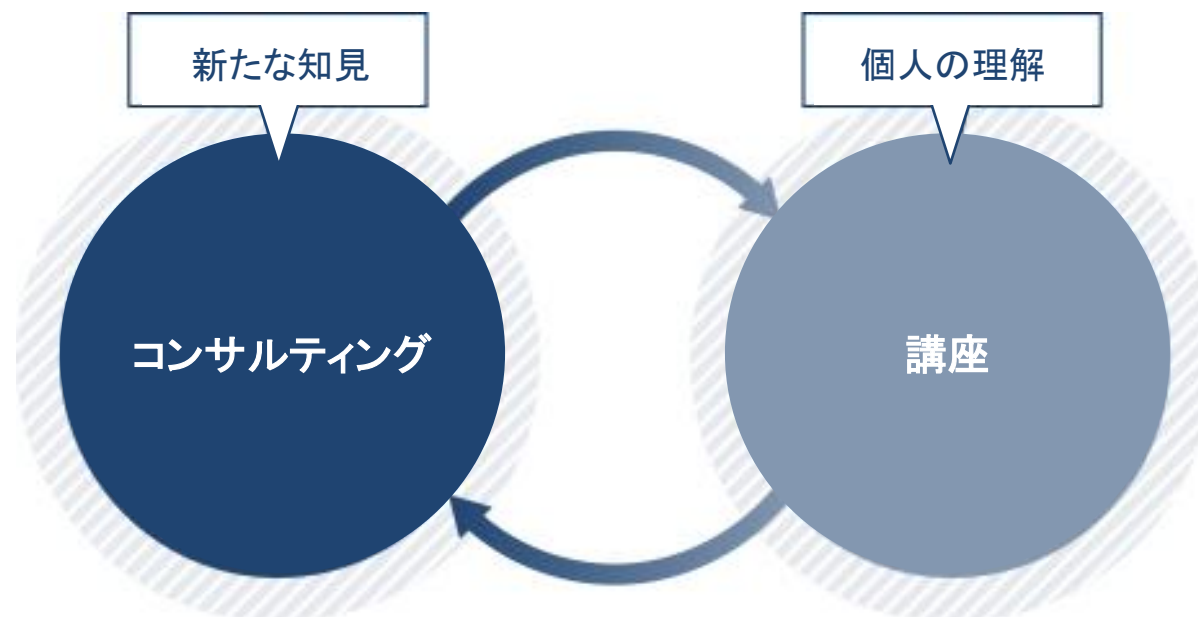 新たな知見
個人の理解
コンサルティング
講座